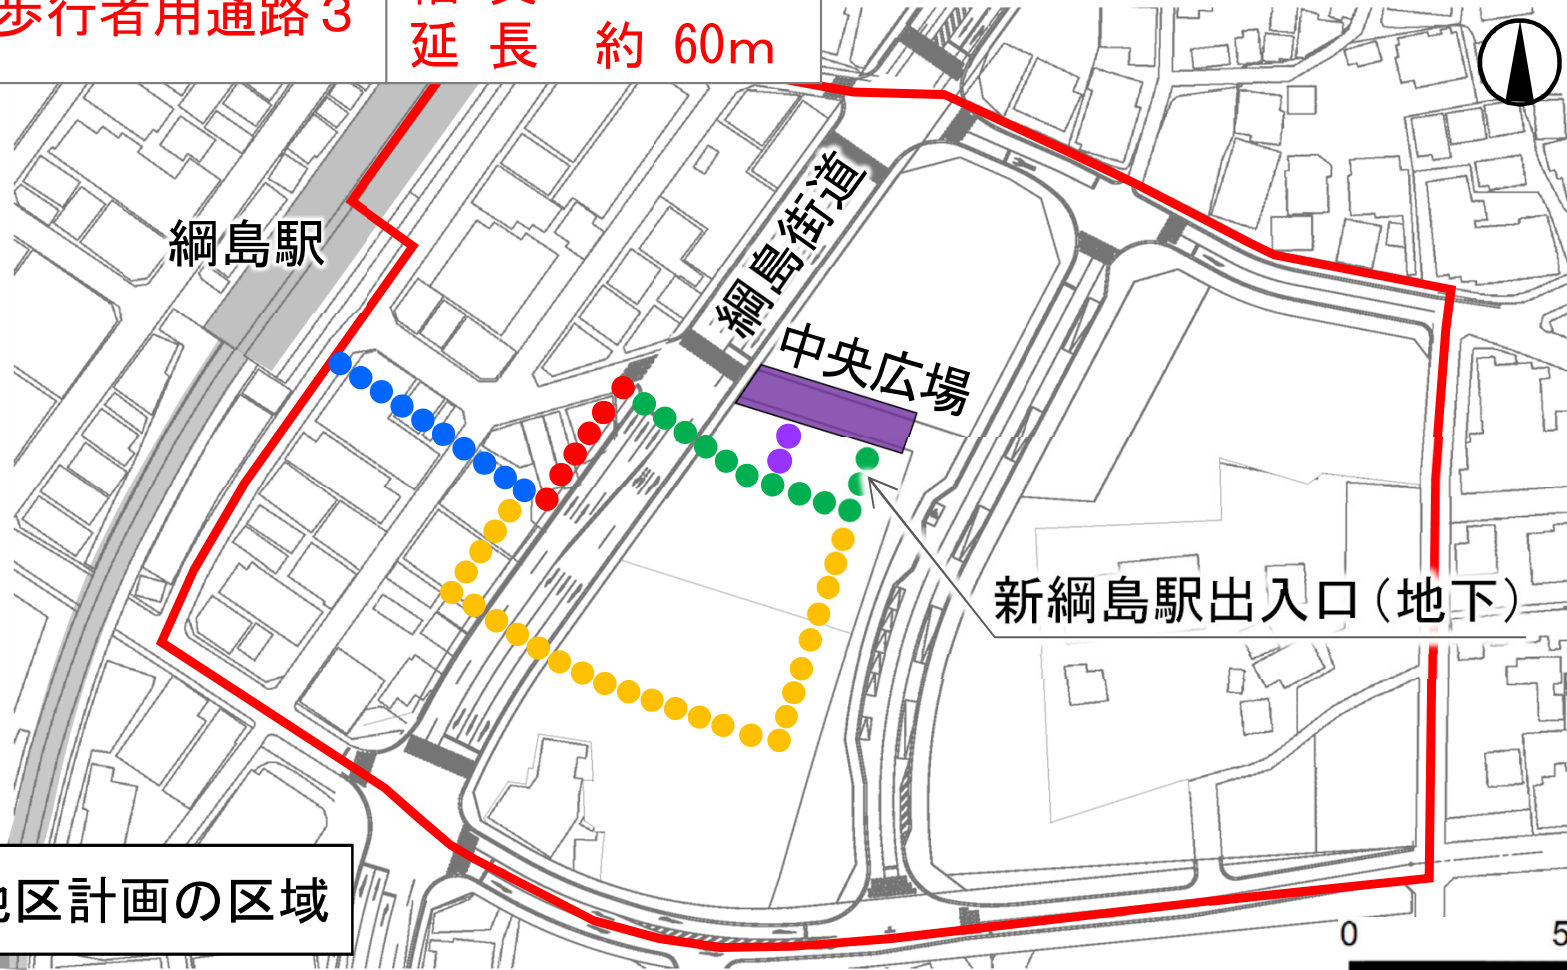 歩行者用通路3
延長 約 60m
綱島駅
綱島街道
中央広場
新綱島駅出入口(地下)
区計画の区域
0 5